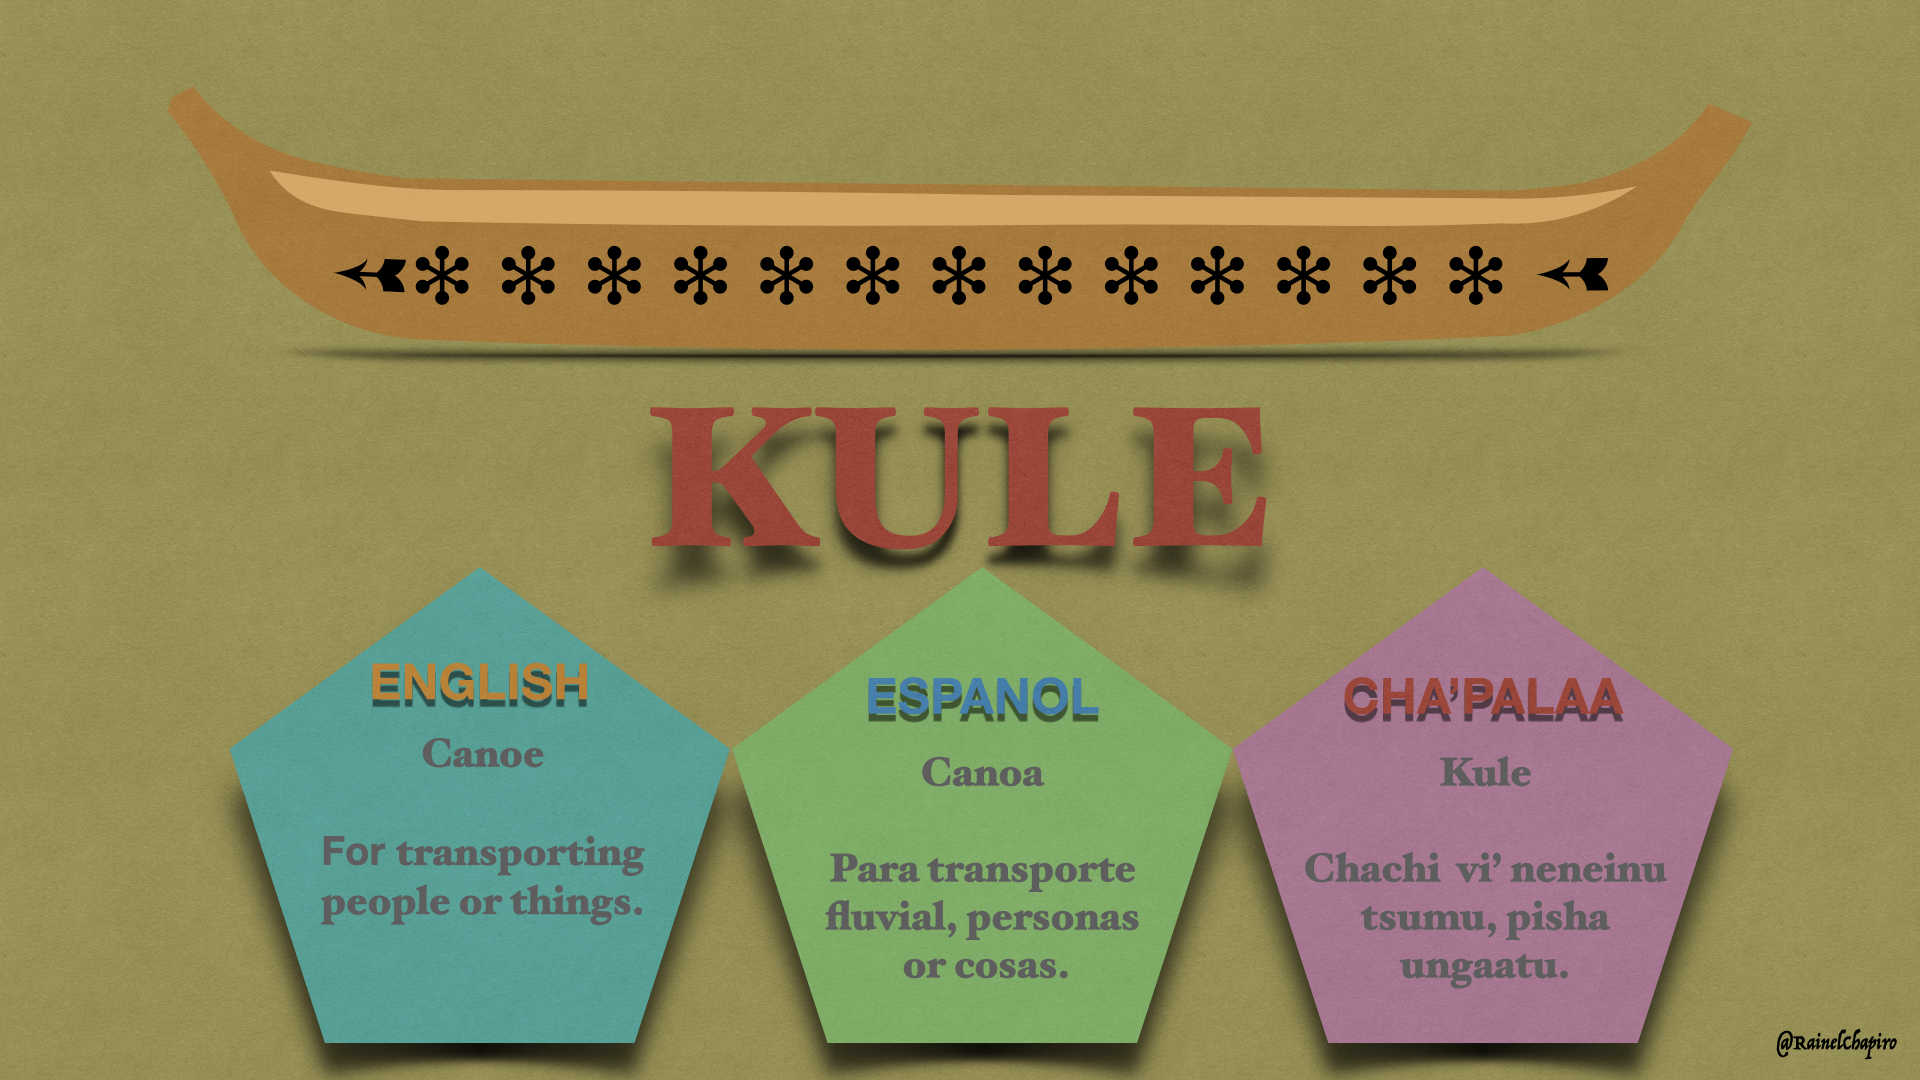 KULE
ENGLISH
Canoe
For transporting
people or things.
ESPANOL
Canoa
Para transporte
fluvial, personas
or cosas.
CHA’PALAA
Kule
Chachi vi’ neneinu
tsumu, pisha
ungaatu.
@Rainelchapiro